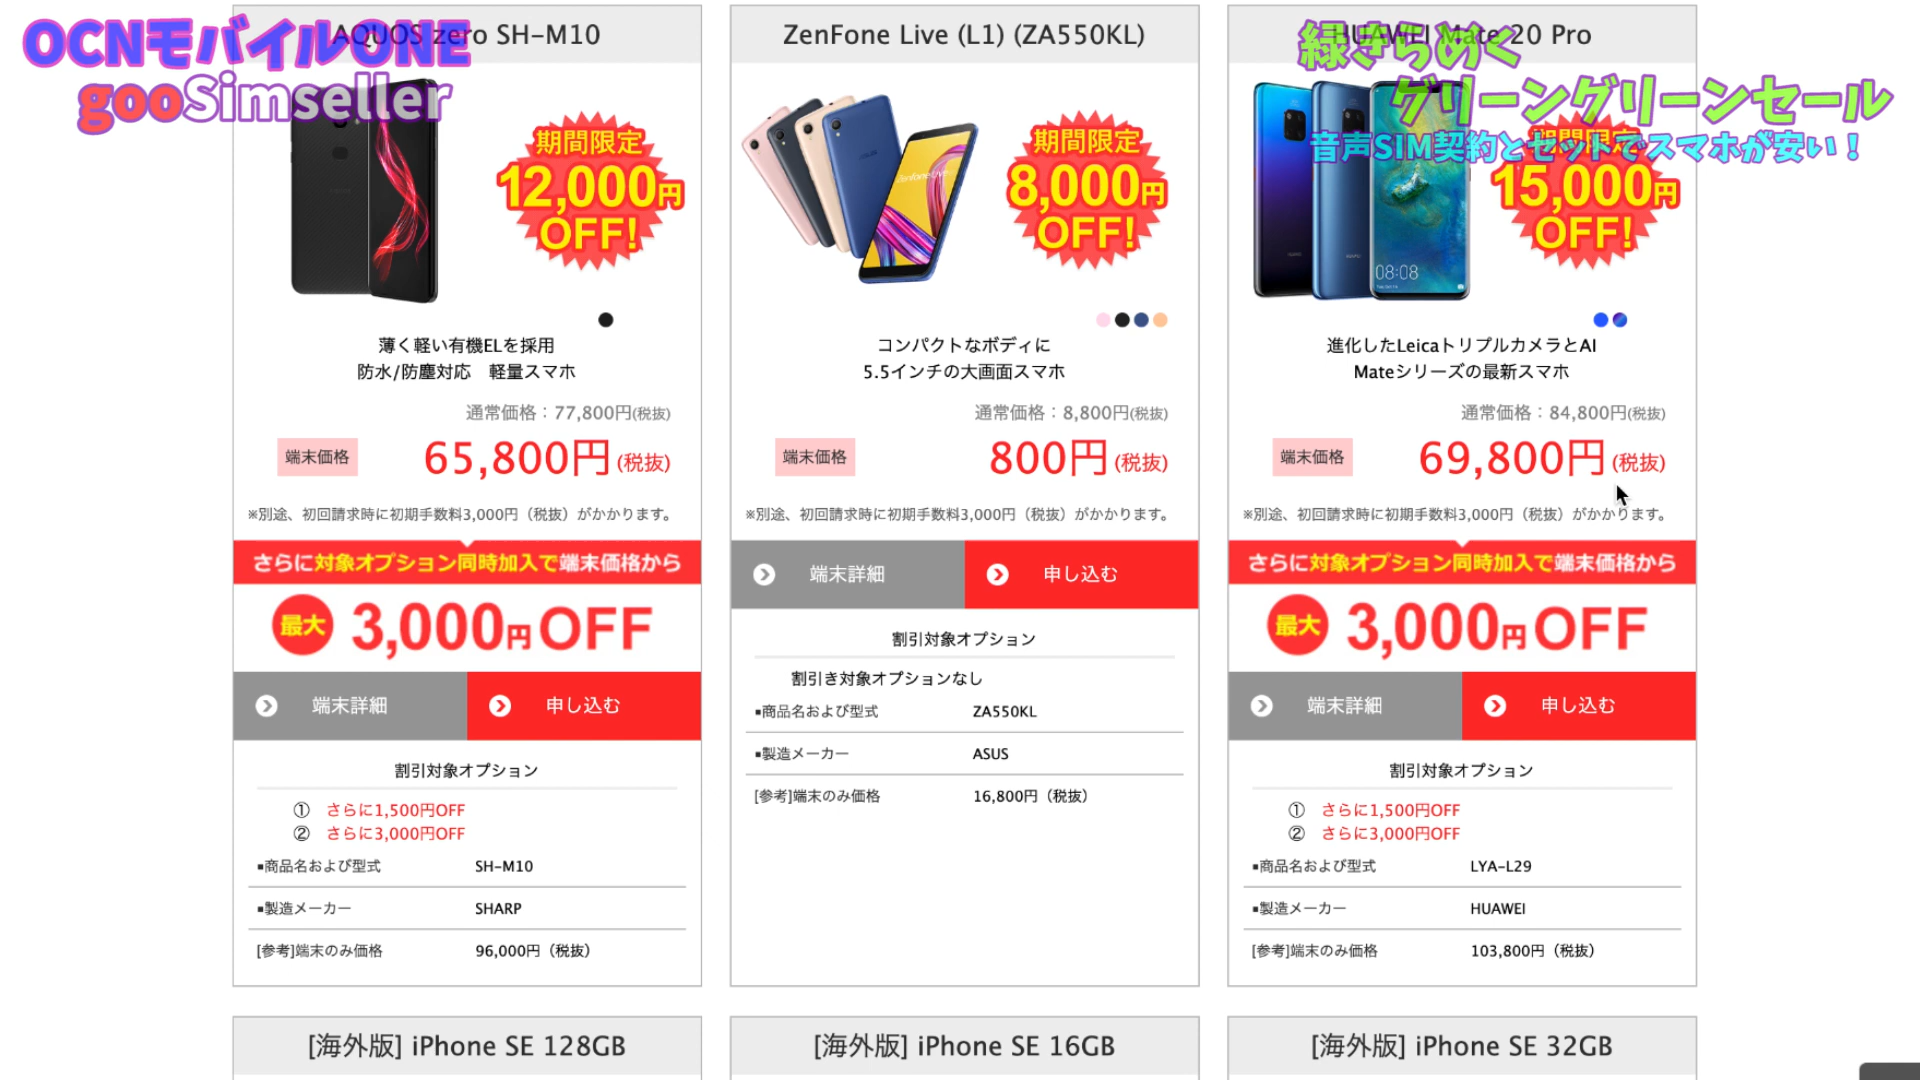 OCNモバイルONE
gooSimseller
緑きらめく
グリーングリーンセール
音声SIM契約とセットでスマホが安い！
AQUOS zero SH-M10
期間限定
12,000円
OFF!
薄く軽い有機ELを採用
防水/防塵対応　軽量スマホ
通常価格：77,800円(税抜)
端末価格
65,800円(税抜)
※別途、初回請求時に初期手数料3,000円（税抜）がかかります。
さらに対象オプション同時加入で端末価格から
最大 3,000円OFF
端末詳細
申し込む
割引対象オプション
① さらに1,500円OFF
② さらに3,000円OFF
▪商品名および型式 SH-M10
▪製造メーカー SHARP
[参考]端末のみ価格 96,000円（税抜）
ZenFone Live (L1) (ZA550KL)
期間限定
8,000円
OFF!
コンパクトなボディに
5.5インチの大画面スマホ
通常価格：8,800円(税抜)
端末価格
800円(税抜)
※別途、初回請求時に初期手数料3,000円（税抜）がかかります。
端末詳細
申し込む
割引対象オプション
割引き対象オプションなし
▪商品名および型式 ZA550KL
▪製造メーカー ASUS
[参考]端末のみ価格 16,800円（税抜）
HUAWEI Mate 20 Pro
08:08
期間限定
15,000円
OFF!
進化したLeicaトリプルカメラとAI
Mateシリーズの最新スマホ
通常価格：84,800円(税抜)
端末価格
69,800円(税抜)
※別途、初回請求時に初期手数料3,000円（税抜）がかかります。
さらに対象オプション同時加入で端末価格から
最大 3,000円OFF
端末詳細
申し込む
割引対象オプション
① さらに1,500円OFF
② さらに3,000円OFF
▪商品名および型式 LYA-L29
▪製造メーカー HUAWEI
[参考]端末のみ価格 103,800円（税抜）
[海外版] iPhone SE 128GB
[海外版] iPhone SE 16GB
[海外版] iPhone SE 32GB